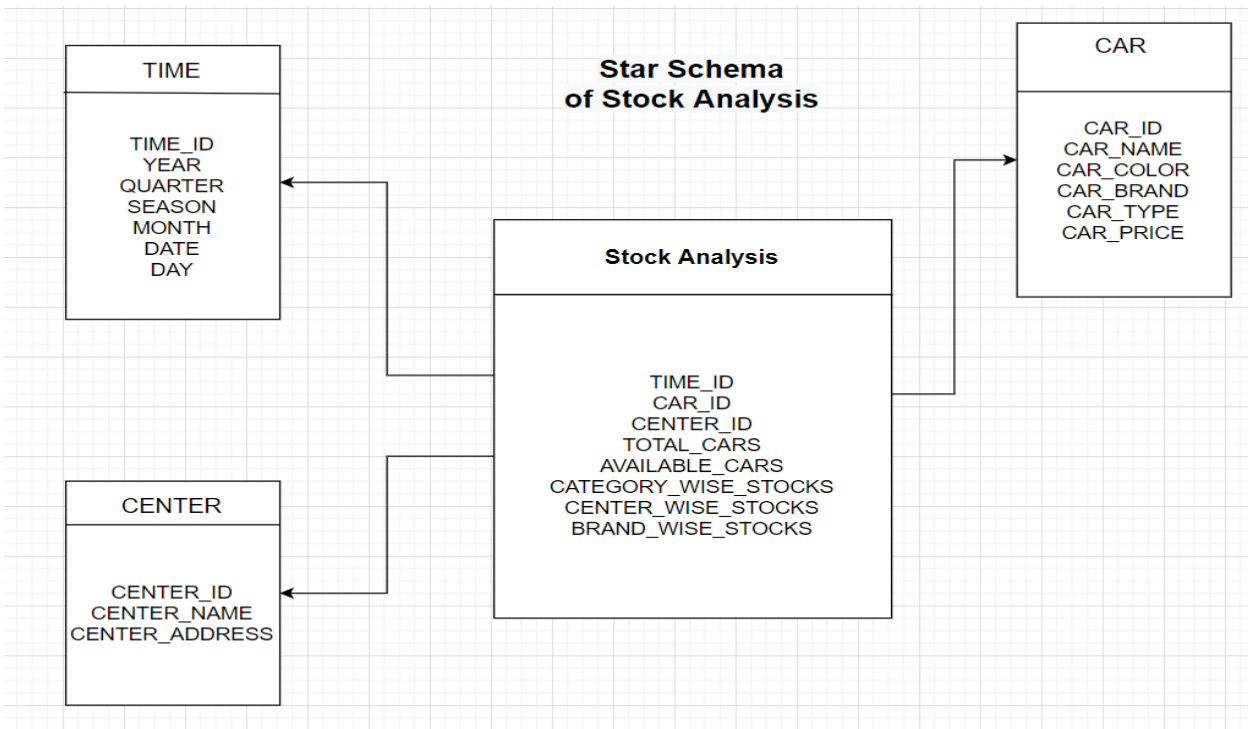 Star Schema
of Stock Analysis
TIME
TIME_ID
YEAR
QUARTER
SEASON
MONTH
DATE
DAY
CAR
CAR_ID
CAR_NAME
CAR_COLOR
CAR_BRAND
CAR_TYPE
CAR_PRICE
Stock Analysis
TIME_ID
CAR_ID
CENTER_ID
TOTAL_CARS
AVAILABLE_CARS
CATEGORY_WISE_STOCKS
CENTER_WISE_STOCKS
BRAND_WISE_STOCKS
CENTER
CENTER_ID
CENTER_NAME
CENTER_ADDRESS